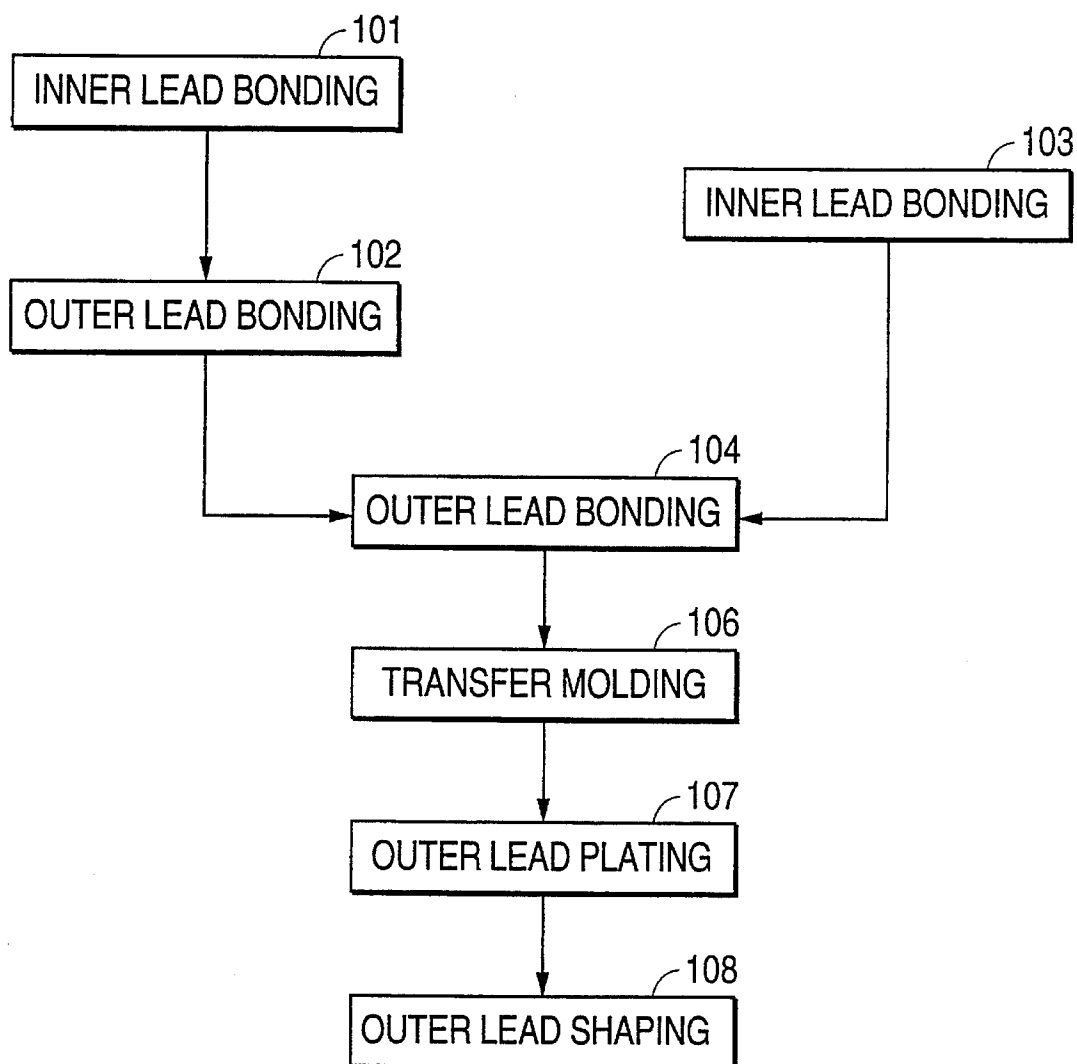 101
INNER LEAD BONDING
103
INNER LEAD BONDING
102
OUTER LEAD BONDING
104
OUTER LEAD BONDING
106
TRANSFER MOLDING
107
OUTER LEAD PLATING
108
OUTER LEAD SHAPING